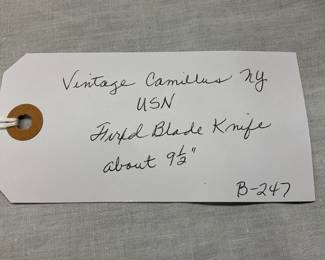 Vintage Camillus NY
USN
Fixed Blade Knife
about 9½"
B-247